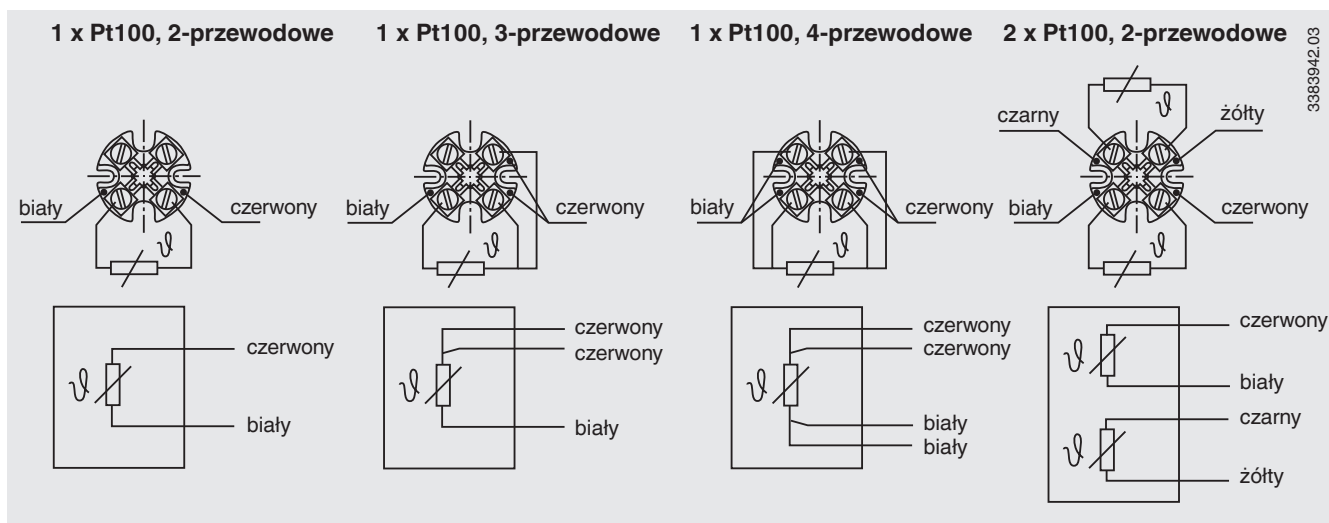 1 x Pt100, 2-przewodowe
1 x Pt100, 3-przewodowe
1 x Pt100, 4-przewodowe
2 x Pt100, 2-przewodowe
3383942.03
czarny
żółty
biały
czerwony
biały
czerwony
biały
czerwony
biały
czerwony
ϑ
ϑ
ϑ
ϑ
ϑ
czerwony
biały
ϑ
czerwony
czerwony
biały
ϑ
czerwony
czerwony
biały
biały
ϑ
czerwony
biały
czarny
żółty
ϑ
ϑ